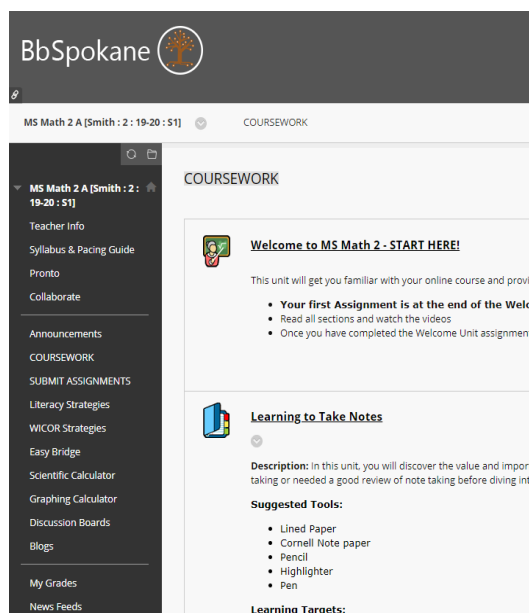 BbSpokane
MS Math 2 A [Smith : 2 : 19-20 : S1]
COURSEWORK
MS Math 2 A [Smith : 2 :
19-20 : S1]
Teacher Info
Syllabus & Pacing Guide
Pronto
Collaborate
Announcements
COURSEWORK
SUBMIT ASSIGNMENTS
Literacy Strategies
WICOR Strategies
Easy Bridge
Scientific Calculator
Graphing Calculator
Discussion Boards
Blogs
My Grades
News Feeds
COURSEWORK
Welcome to MS Math 2 - START HERE!
This unit will get you familiar with your online course and provi
Your first Assignment is at the end of the Welc
Read all sections and watch the videos
Once you have completed the Welcome Unit assignment
Learning to Take Notes
Description: In this unit, you will discover the value and impor
taking or needed a good review of note taking before diving int
Suggested Tools:
Lined Paper
Cornell Note paper
Pencil
Highlighter
Pen
Learning Targets: